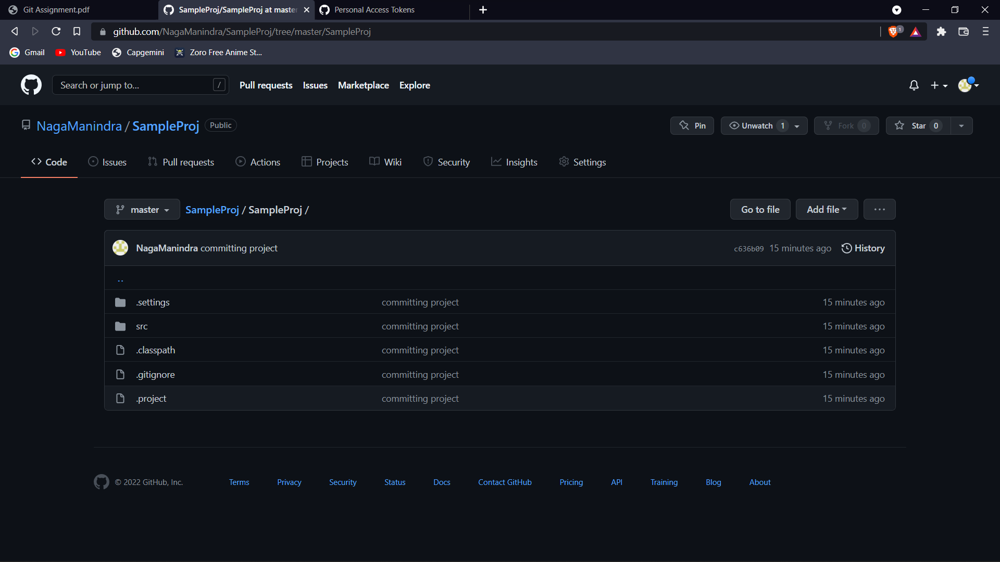 Git Assignment.pdf
SampleProj/SampleProj at master
Personal Access Tokens
github.com/NagaManindra/SampleProj/tree/master/SampleProj
1
Gmail
YouTube
Capgemini
Zoro Free Anime St...
Search or jump to...
/
Pull requests
Issues
Marketplace
Explore
NagaManindra / SampleProj
Public
Pin
Unwatch 1
Fork 0
Star 0
Code
Issues
Pull requests
Actions
Projects
Wiki
Security
Insights
Settings
master
SampleProj / SampleProj /
Go to file
Add file
...
NagaManindra committing project
c636b09 15 minutes ago
History
..
.settings committing project 15 minutes ago
src committing project 15 minutes ago
.classpath committing project 15 minutes ago
.gitignore committing project 15 minutes ago
.project committing project 15 minutes ago
© 2022 GitHub, Inc.
Terms
Privacy
Security
Status
Docs
Contact GitHub
Pricing
API
Training
Blog
About